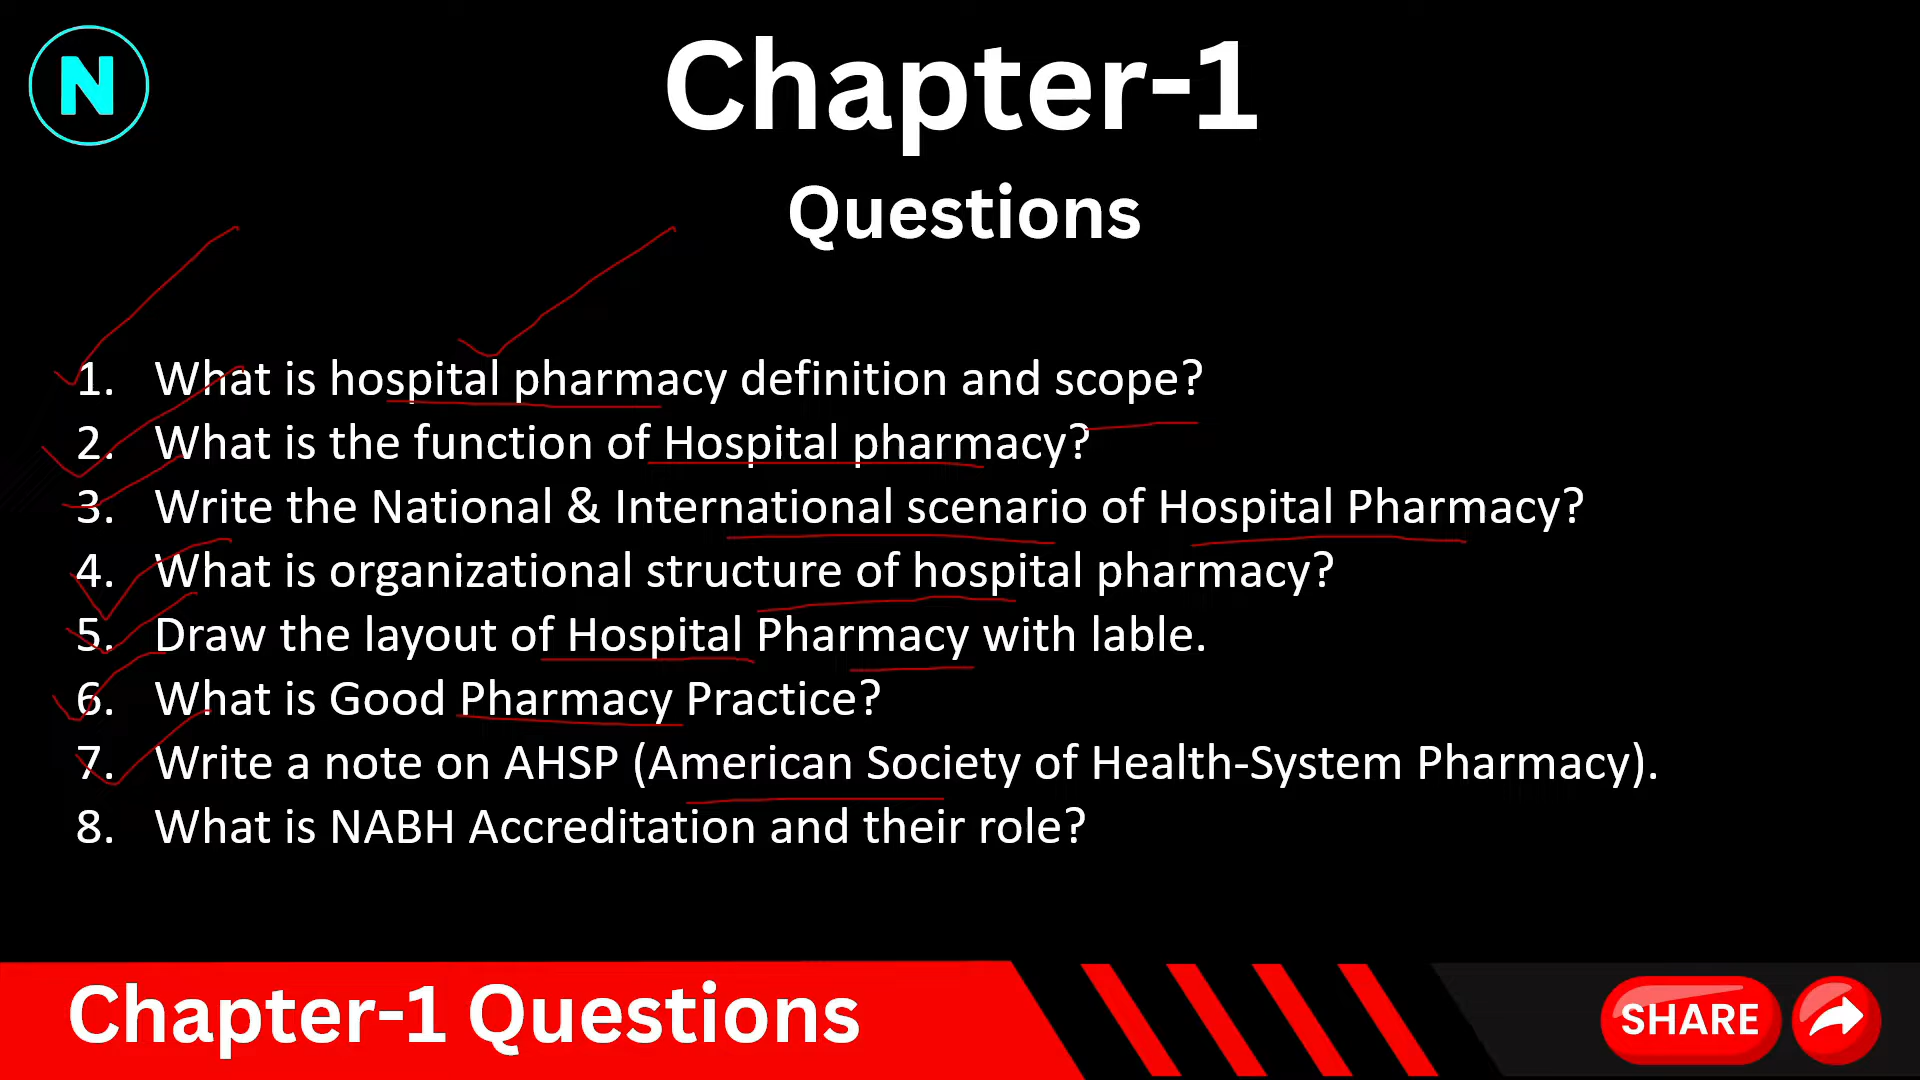 N
Chapter-1
Questions
1. What is hospital pharmacy definition and scope?
2. What is the function of Hospital pharmacy?
3. Write the National & International scenario of Hospital Pharmacy?
4. What is organizational structure of hospital pharmacy?
5. Draw the layout of Hospital Pharmacy with lable.
6. What is Good Pharmacy Practice?
7. Write a note on AHSP (American Society of Health-System Pharmacy).
8. What is NABH Accreditation and their role?
Chapter-1 Questions
SHARE